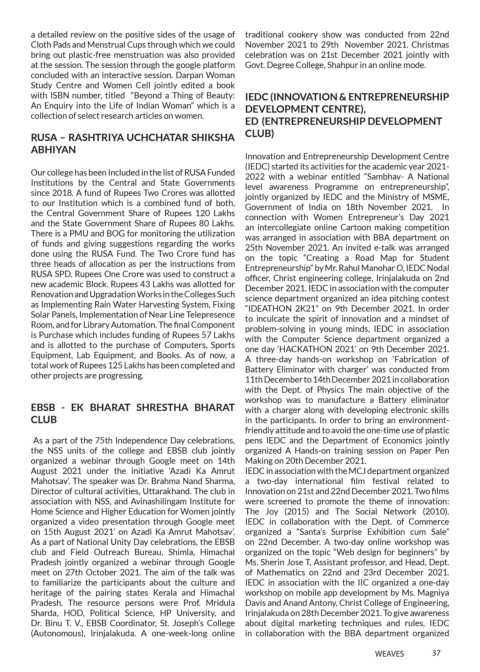 a detailed review on the positive sides of the usage of
Cloth Pads and Menstrual Cups through which we could
bring out plastic-free menstruation was also provided
at the session. The session through the google platform
concluded with an interactive session. Darpan Woman
Study Centre and Women Cell jointly edited a book
with ISBN number, titled  "Beyond a Thing of Beauty:
An Enquiry into the Life of Indian Woman" which is a
collection of select research articles on women.
RUSA – RASHTRIYA UCHCHATAR SHIKSHA
ABHIYAN
Our college has been Included in the list of RUSA Funded
Institutions by the Central and State Governments
since 2018. A fund of Rupees Two Crores was allotted
to our Institution which is a combined fund of both,
the Central Government Share of Rupees 120 Lakhs
and the State Government Share of Rupees 80 Lakhs.
There is a PMU and BOG for monitoring the utilization
of funds and giving suggestions regarding the works
done using the RUSA Fund. The Two Crore fund has
three heads of allocation as per the instructions from
RUSA SPD. Rupees One Crore was used to construct a
new academic Block. Rupees 43 Lakhs was allotted for
Renovation and Upgradation Works in the Colleges Such
as Implementing Rain Water Harvesting System, Fixing
Solar Panels, Implementation of Near Line Telepresence
Room, and for Library Automation. The final Component
is Purchase which includes funding of Rupees 57 Lakhs
and is allotted to the purchase of Computers, Sports
Equipment, Lab Equipment, and Books. As of now, a
total work of Rupees 125 Lakhs has been completed and
other projects are progressing.
EBSB - EK BHARAT SHRESTHA BHARAT
CLUB
As a part of the 75th Independence Day celebrations,
the NSS units of the college and EBSB club jointly
organized a webinar through Google meet on 14th
August 2021 under the initiative 'Azadi Ka Amrut
Mahotsav'. The speaker was Dr. Brahma Nand Sharma,
Director of cultural activities, Uttarakhand. The club in
association with NSS, and Avinashilingam Institute for
Home Science and Higher Education for Women jointly
organized a video presentation through Google meet
on 15th August 2021' on Azadi Ka Amrut Mahotsav'.
As a part of National Unity Day celebrations, the EBSB
club and Field Outreach Bureau, Shimla, Himachal
Pradesh jointly organized a webinar through Google
meet on 27th October 2021. The aim of the talk was
to familiarize the participants about the culture and
heritage of the pairing states Kerala and Himachal
Pradesh. The resource persons were Prof. Mridula
Sharda, HOD, Political Science, HP University, and
Dr. Binu T. V., EBSB Coordinator, St. Joseph's College
(Autonomous), Irinjalakuda. A one-week-long online
traditional cookery show was conducted from 22nd
November 2021 to 29th  November 2021. Christmas
celebration was on 21st December 2021 jointly with
Govt. Degree College, Shahpur in an online mode.
IEDC (INNOVATION & ENTREPRENEURSHIP
DEVELOPMENT CENTRE),
ED (ENTREPRENEURSHIP DEVELOPMENT
CLUB)
Innovation and Entrepreneurship Development Centre
(IEDC) started its activities for the academic year 2021-
2022 with a webinar entitled "Sambhav- A National
level awareness Programme on entrepreneurship",
jointly organized by IEDC and the Ministry of MSME,
Government of India on 18th November 2021.  In
connection with Women Entrepreneur's Day 2021
an intercollegiate online Cartoon making competition
was arranged in association with BBA department on
25th November 2021. An invited e-talk was arranged
on the topic "Creating a Road Map for Student
Entrepreneurship" by Mr. Rahul Manohar O, IEDC Nodal
officer, Christ engineering college, Irinjalakuda on 2nd
December 2021. IEDC in association with the computer
science department organized an idea pitching contest
"IDEATHON 2K21" on 9th December 2021. In order
to inculcate the spirit of innovation and a mindset of
problem-solving in young minds, IEDC in association
with the Computer Science department organized a
one day 'HACKATHON 2021' on 9th December 2021.
A three-day hands-on workshop on 'Fabrication of
Battery Eliminator with charger' was conducted from
11th December to 14th December 2021 in collaboration
with the Dept. of Physics The main objective of the
workshop was to manufacture a Battery eliminator
with a charger along with developing electronic skills
in the participants. In order to bring an environment-
friendly attitude and to avoid the one-time use of plastic
pens IEDC and the Department of Economics jointly
organized A Hands-on training session on Paper Pen
Making on 20th December 2021.
IEDC in association with the MCJ department organized
a two-day international film festival related to
Innovation on 21st and 22nd December 2021. Two films
were screened to promote the theme of innovation:
The Joy (2015) and The Social Network (2010).
IEDC in collaboration with the Dept. of Commerce
organized a "Santa's Surprise Exhibition cum Sale"
on 22nd December. A two-day online workshop was
organized on the topic "Web design for beginners" by
Ms. Sherin Jose T, Assistant professor, and Head, Dept.
of Mathematics on 22nd and 23rd December 2021.
IEDC in association with the IIC organized a one-day
workshop on mobile app development by Ms. Magniya
Davis and Anand Antony, Christ College of Engineering,
Irinjalakuda on 28th December 2021. To give awareness
about digital marketing techniques and rules, IEDC
in collaboration with the BBA department organized
WEAVES 37